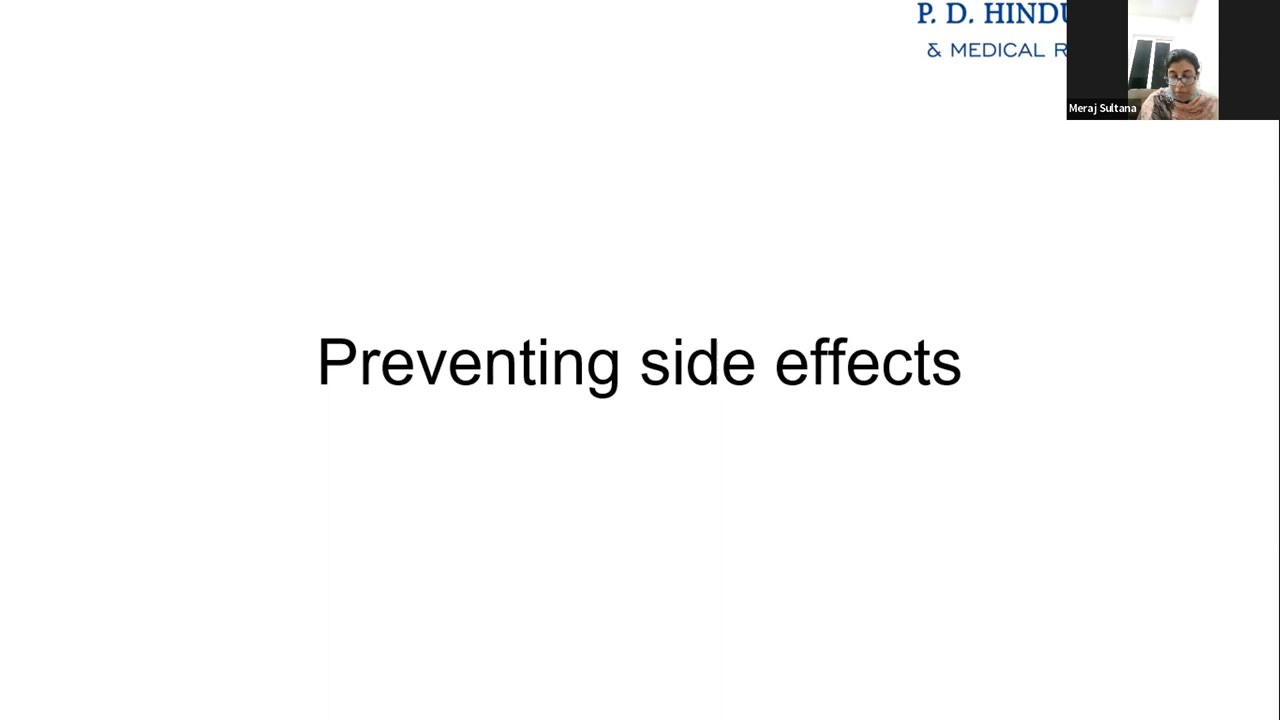 P. D. HINDU
& MEDICAL R
Meraj Sultana
Preventing side effects